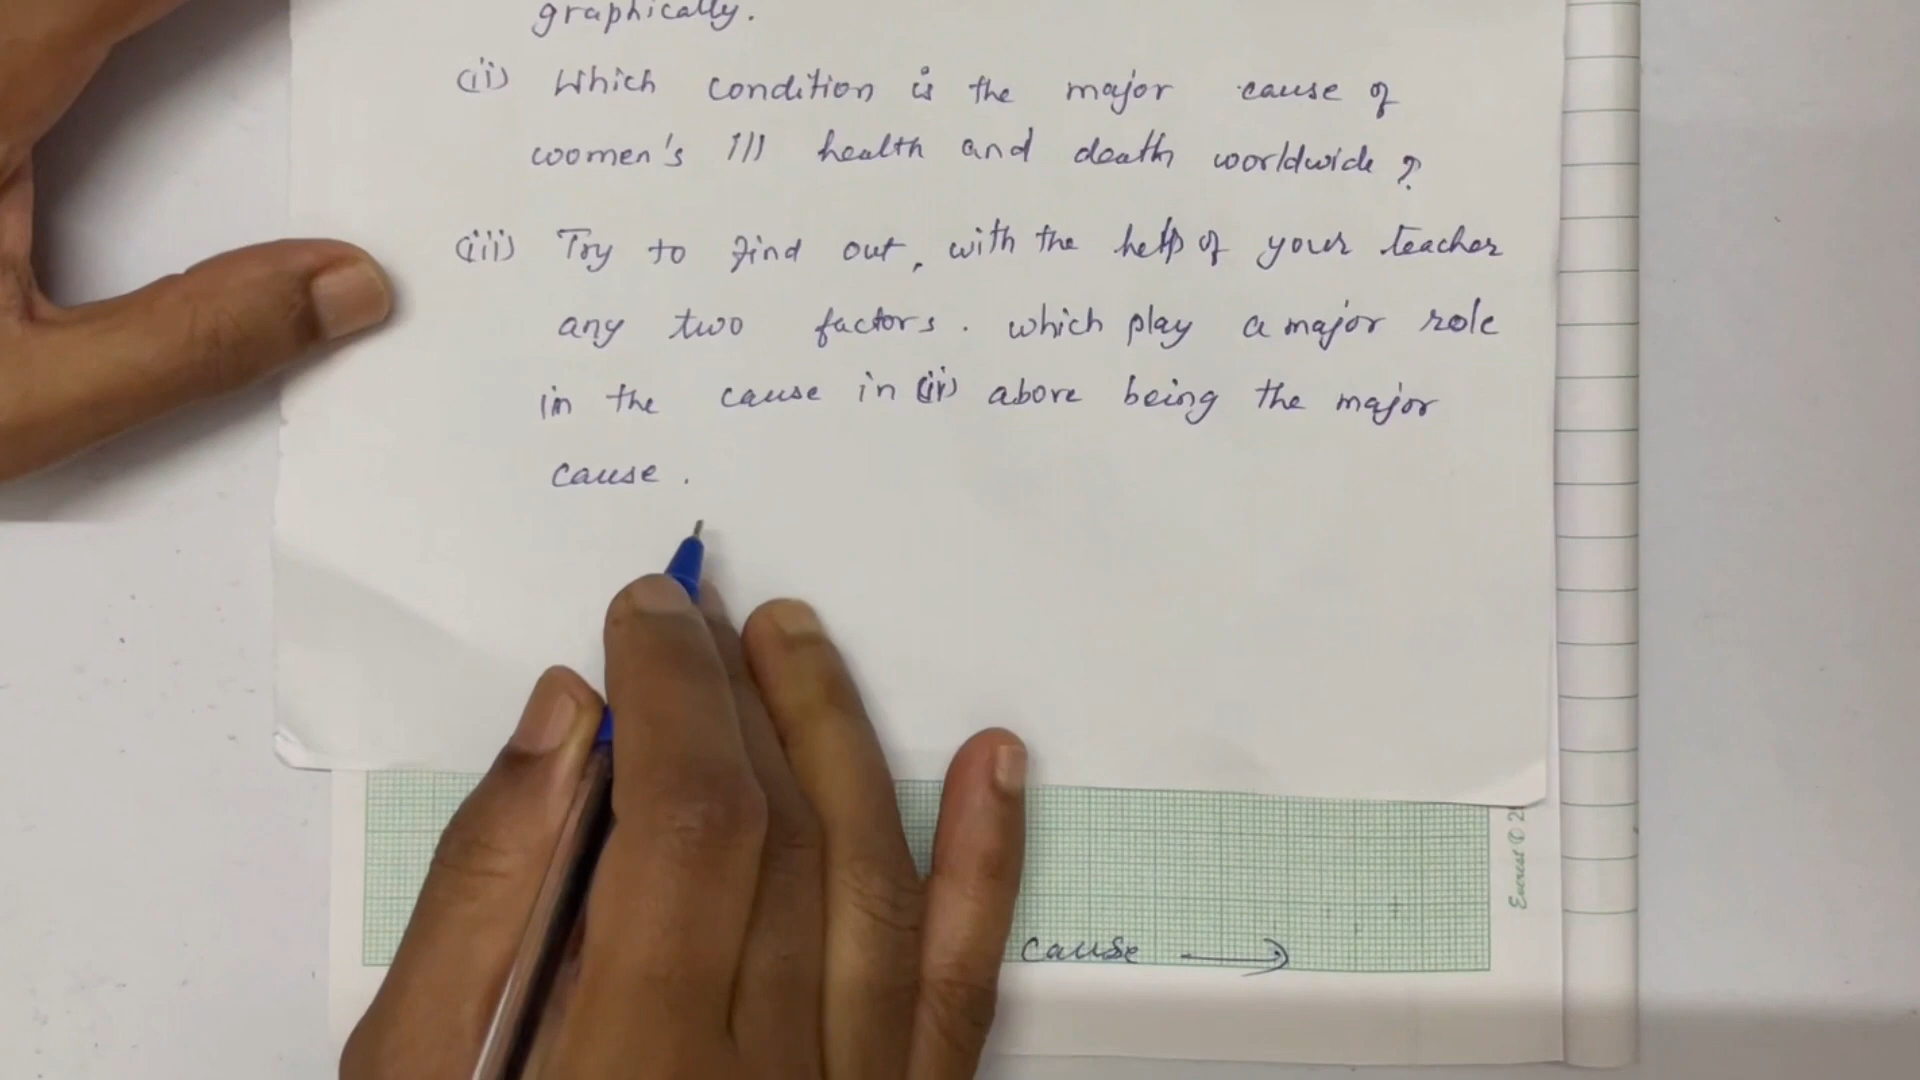 graphically.
(ii) Which condition is the major cause of
women's ill health and death worldwide ?
(iii) Try to find out, with the help of your teacher
any two factors. which play a major role
in the cause in (ii) above being the major
cause.
cause →